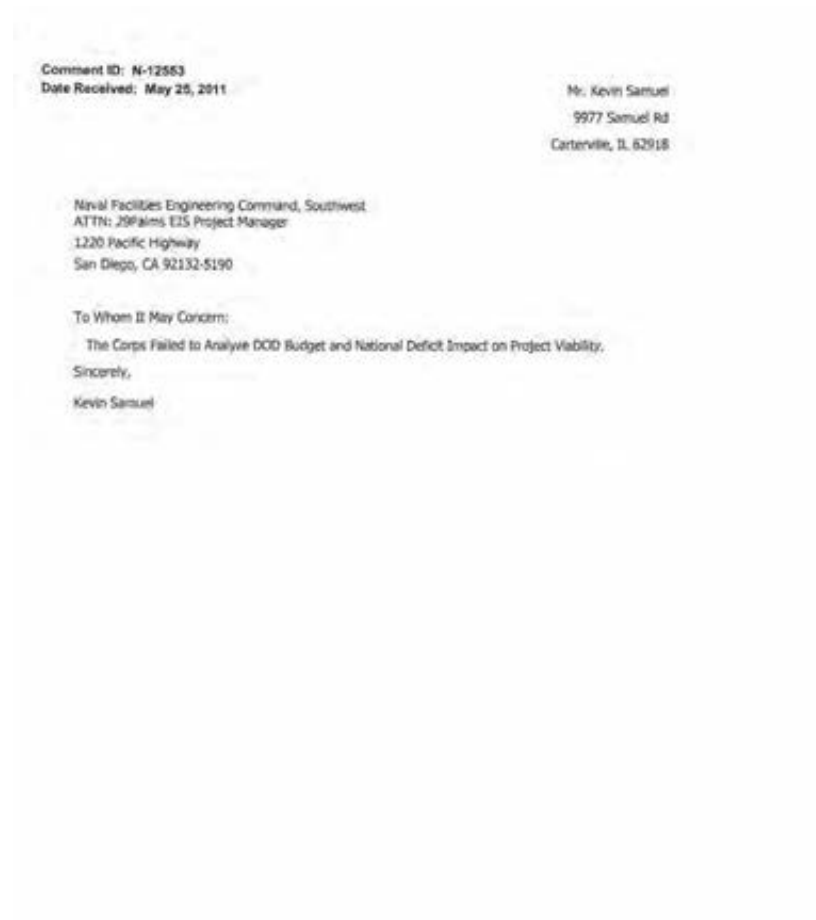 Comment ID: N-12553
Date Received: May 25, 2011
Mr. Kevin Samuel
9977 Samuel Rd
Carterville, IL 62918
Naval Facilities Engineering Command, Southwest
ATTN: 29Palms EIS Project Manager
1220 Pacific Highway
San Diego, CA 92132-5190
To Whom It May Concern:
The Corps Failed to Analyze DOD Budget and National Deficit Impact on Project Viability.
Sincerely,
Kevin Samuel